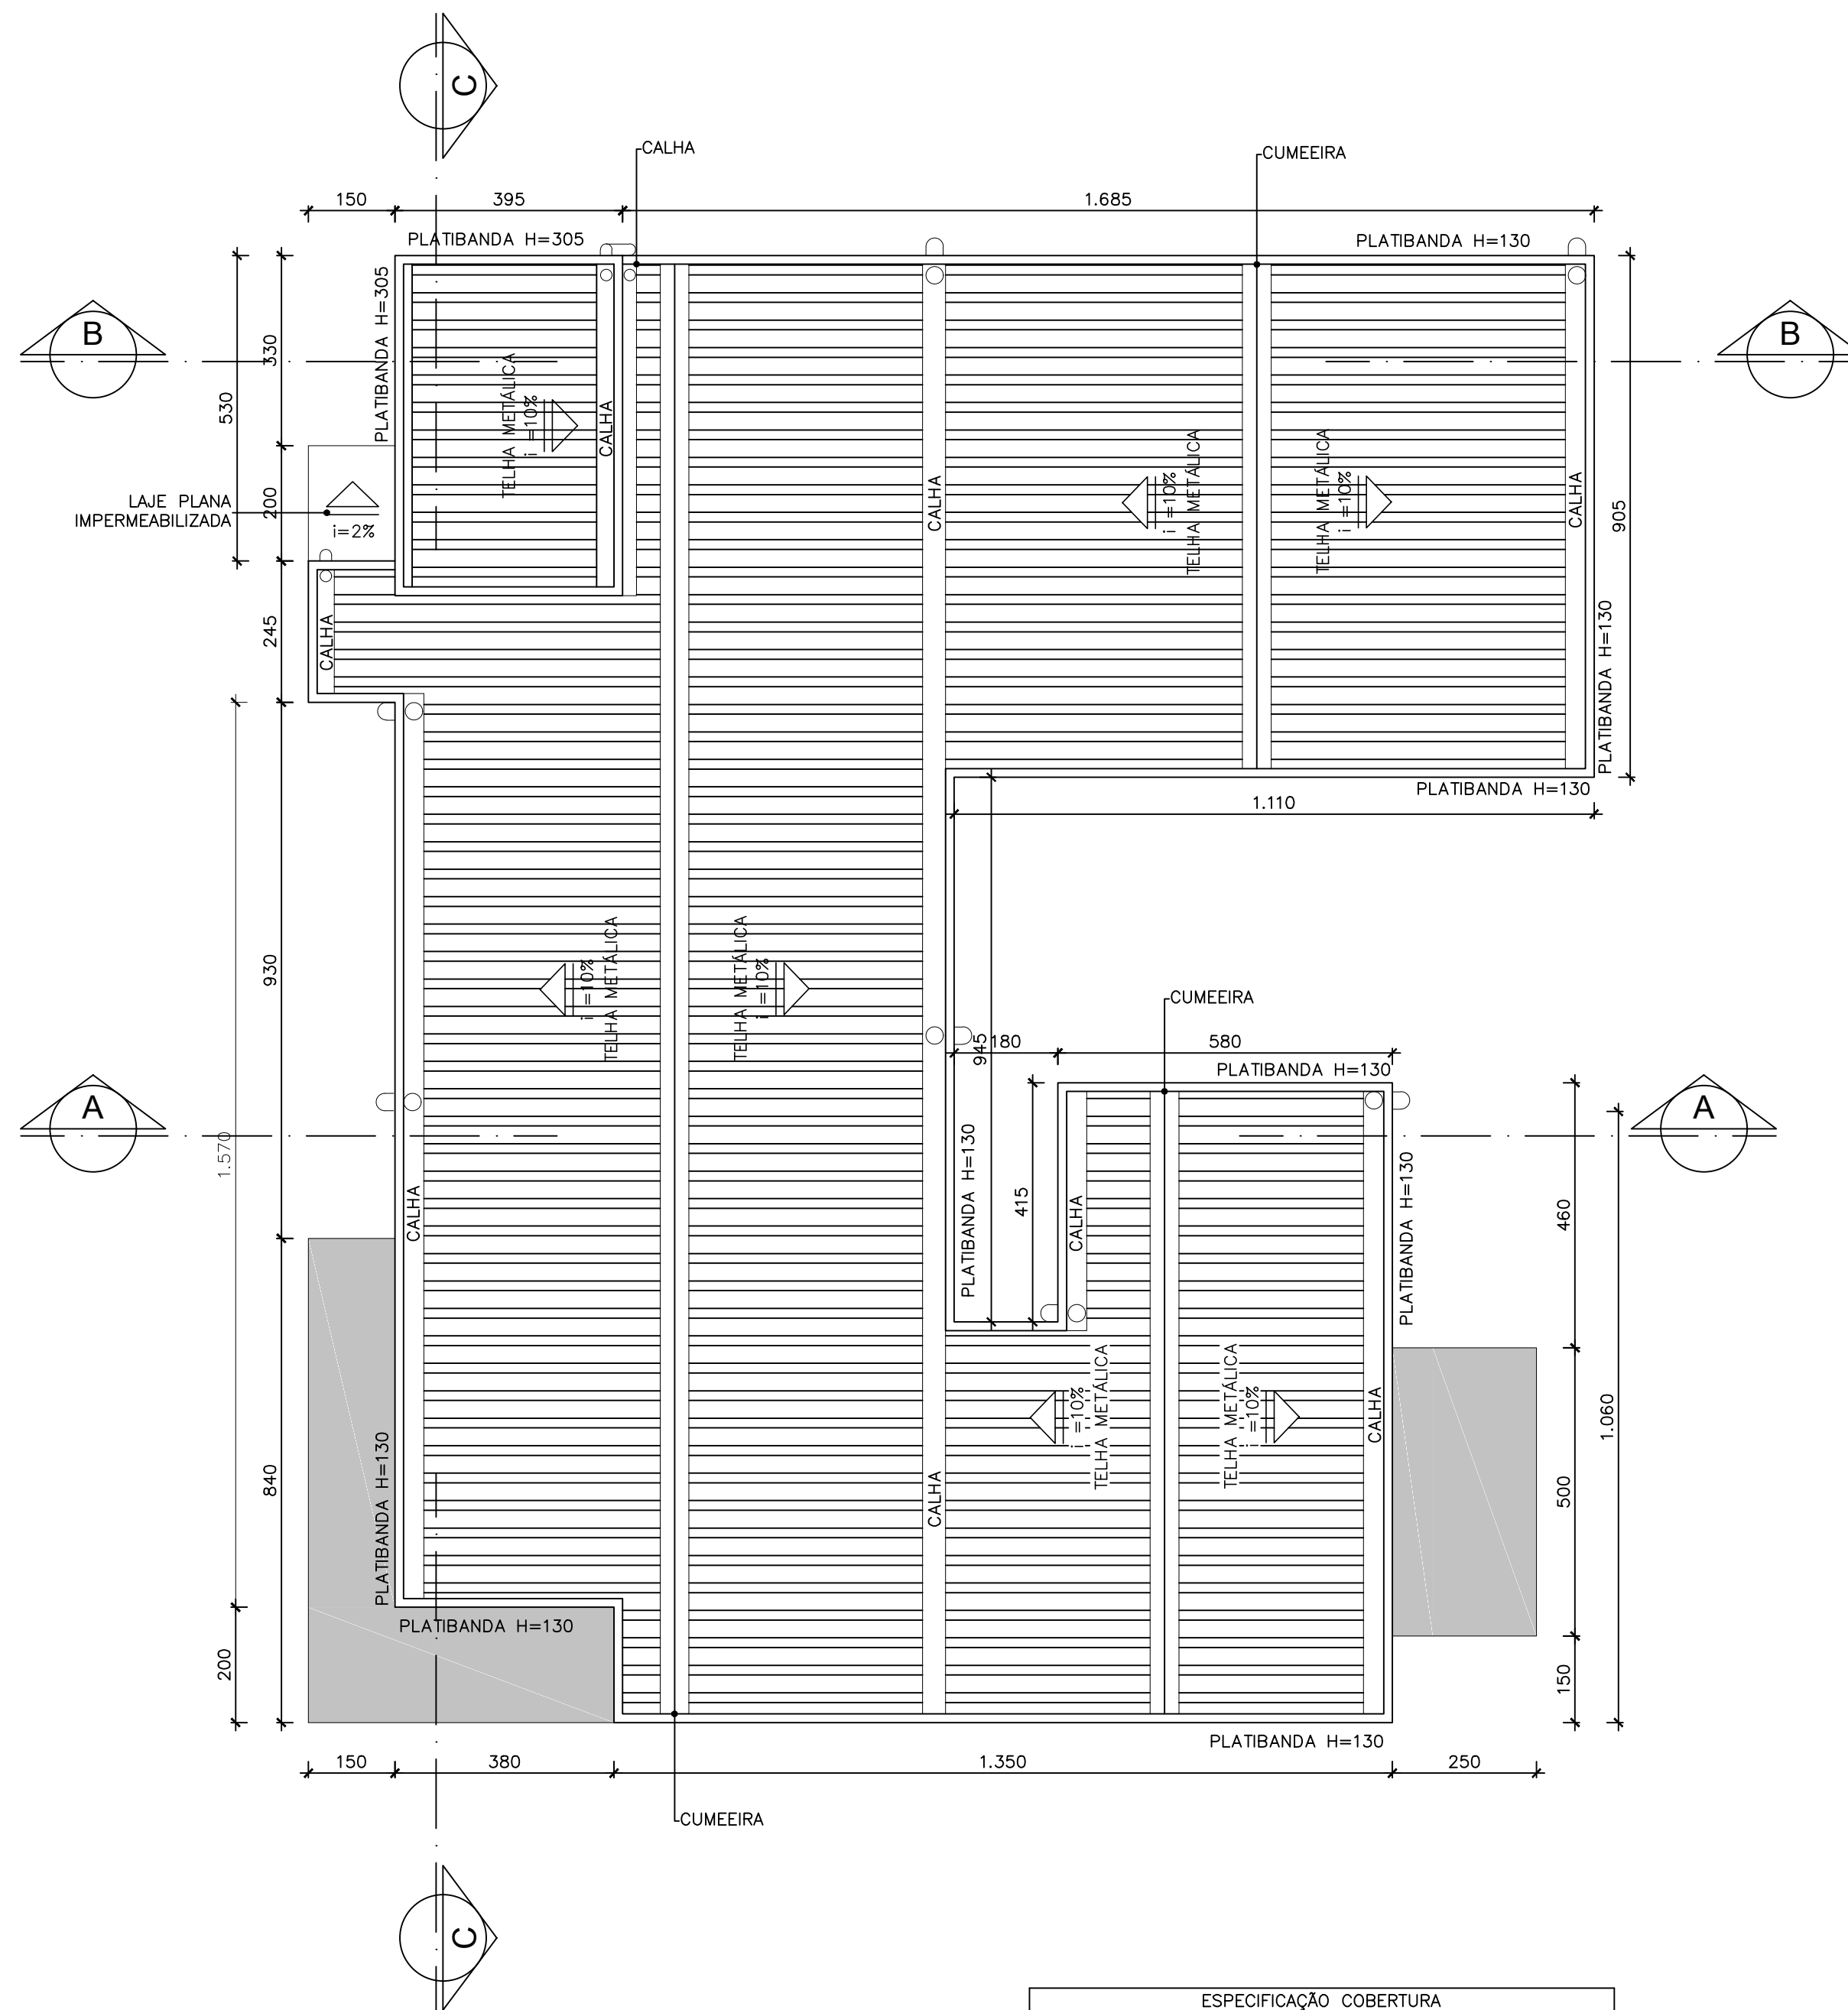 C
CALHA
CUMEEIRA
150
395
1.685
PLATIBANDA H=305
PLATIBANDA H=130
B
B
PLATIBANDA H=305
330
530
TELHA METÁLICA
i =10%
CALHA
CALHA
i =10%
TELHA METÁLICA
TELHA METÁLICA
i =10%
CALHA
905
LAJE PLANA
IMPERMEABILIZADA
200
i=2%
245
CALHA
PLATIBANDA H=130
PLATIBANDA H=130
1.110
930
i =10%
TELHA METÁLICA
TELHA METÁLICA
i =10%
CUMEEIRA
945
180
580
PLATIBANDA H=130
A
A
1.570
CALHA
PLATIBANDA H=130
415
CALHA
PLATIBANDA H=130
460
i =10%
TELHA METÁLICA
TELHA METÁLICA
i =10%
CALHA
1.060
840
PLATIBANDA H=130
CALHA
500
PLATIBANDA H=130
200
150
PLATIBANDA H=130
150
380
1.350
250
CUMEEIRA
C
ESPECIFICAÇÃO COBERTURA